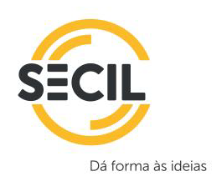 SECIL
Dá forma às ideias